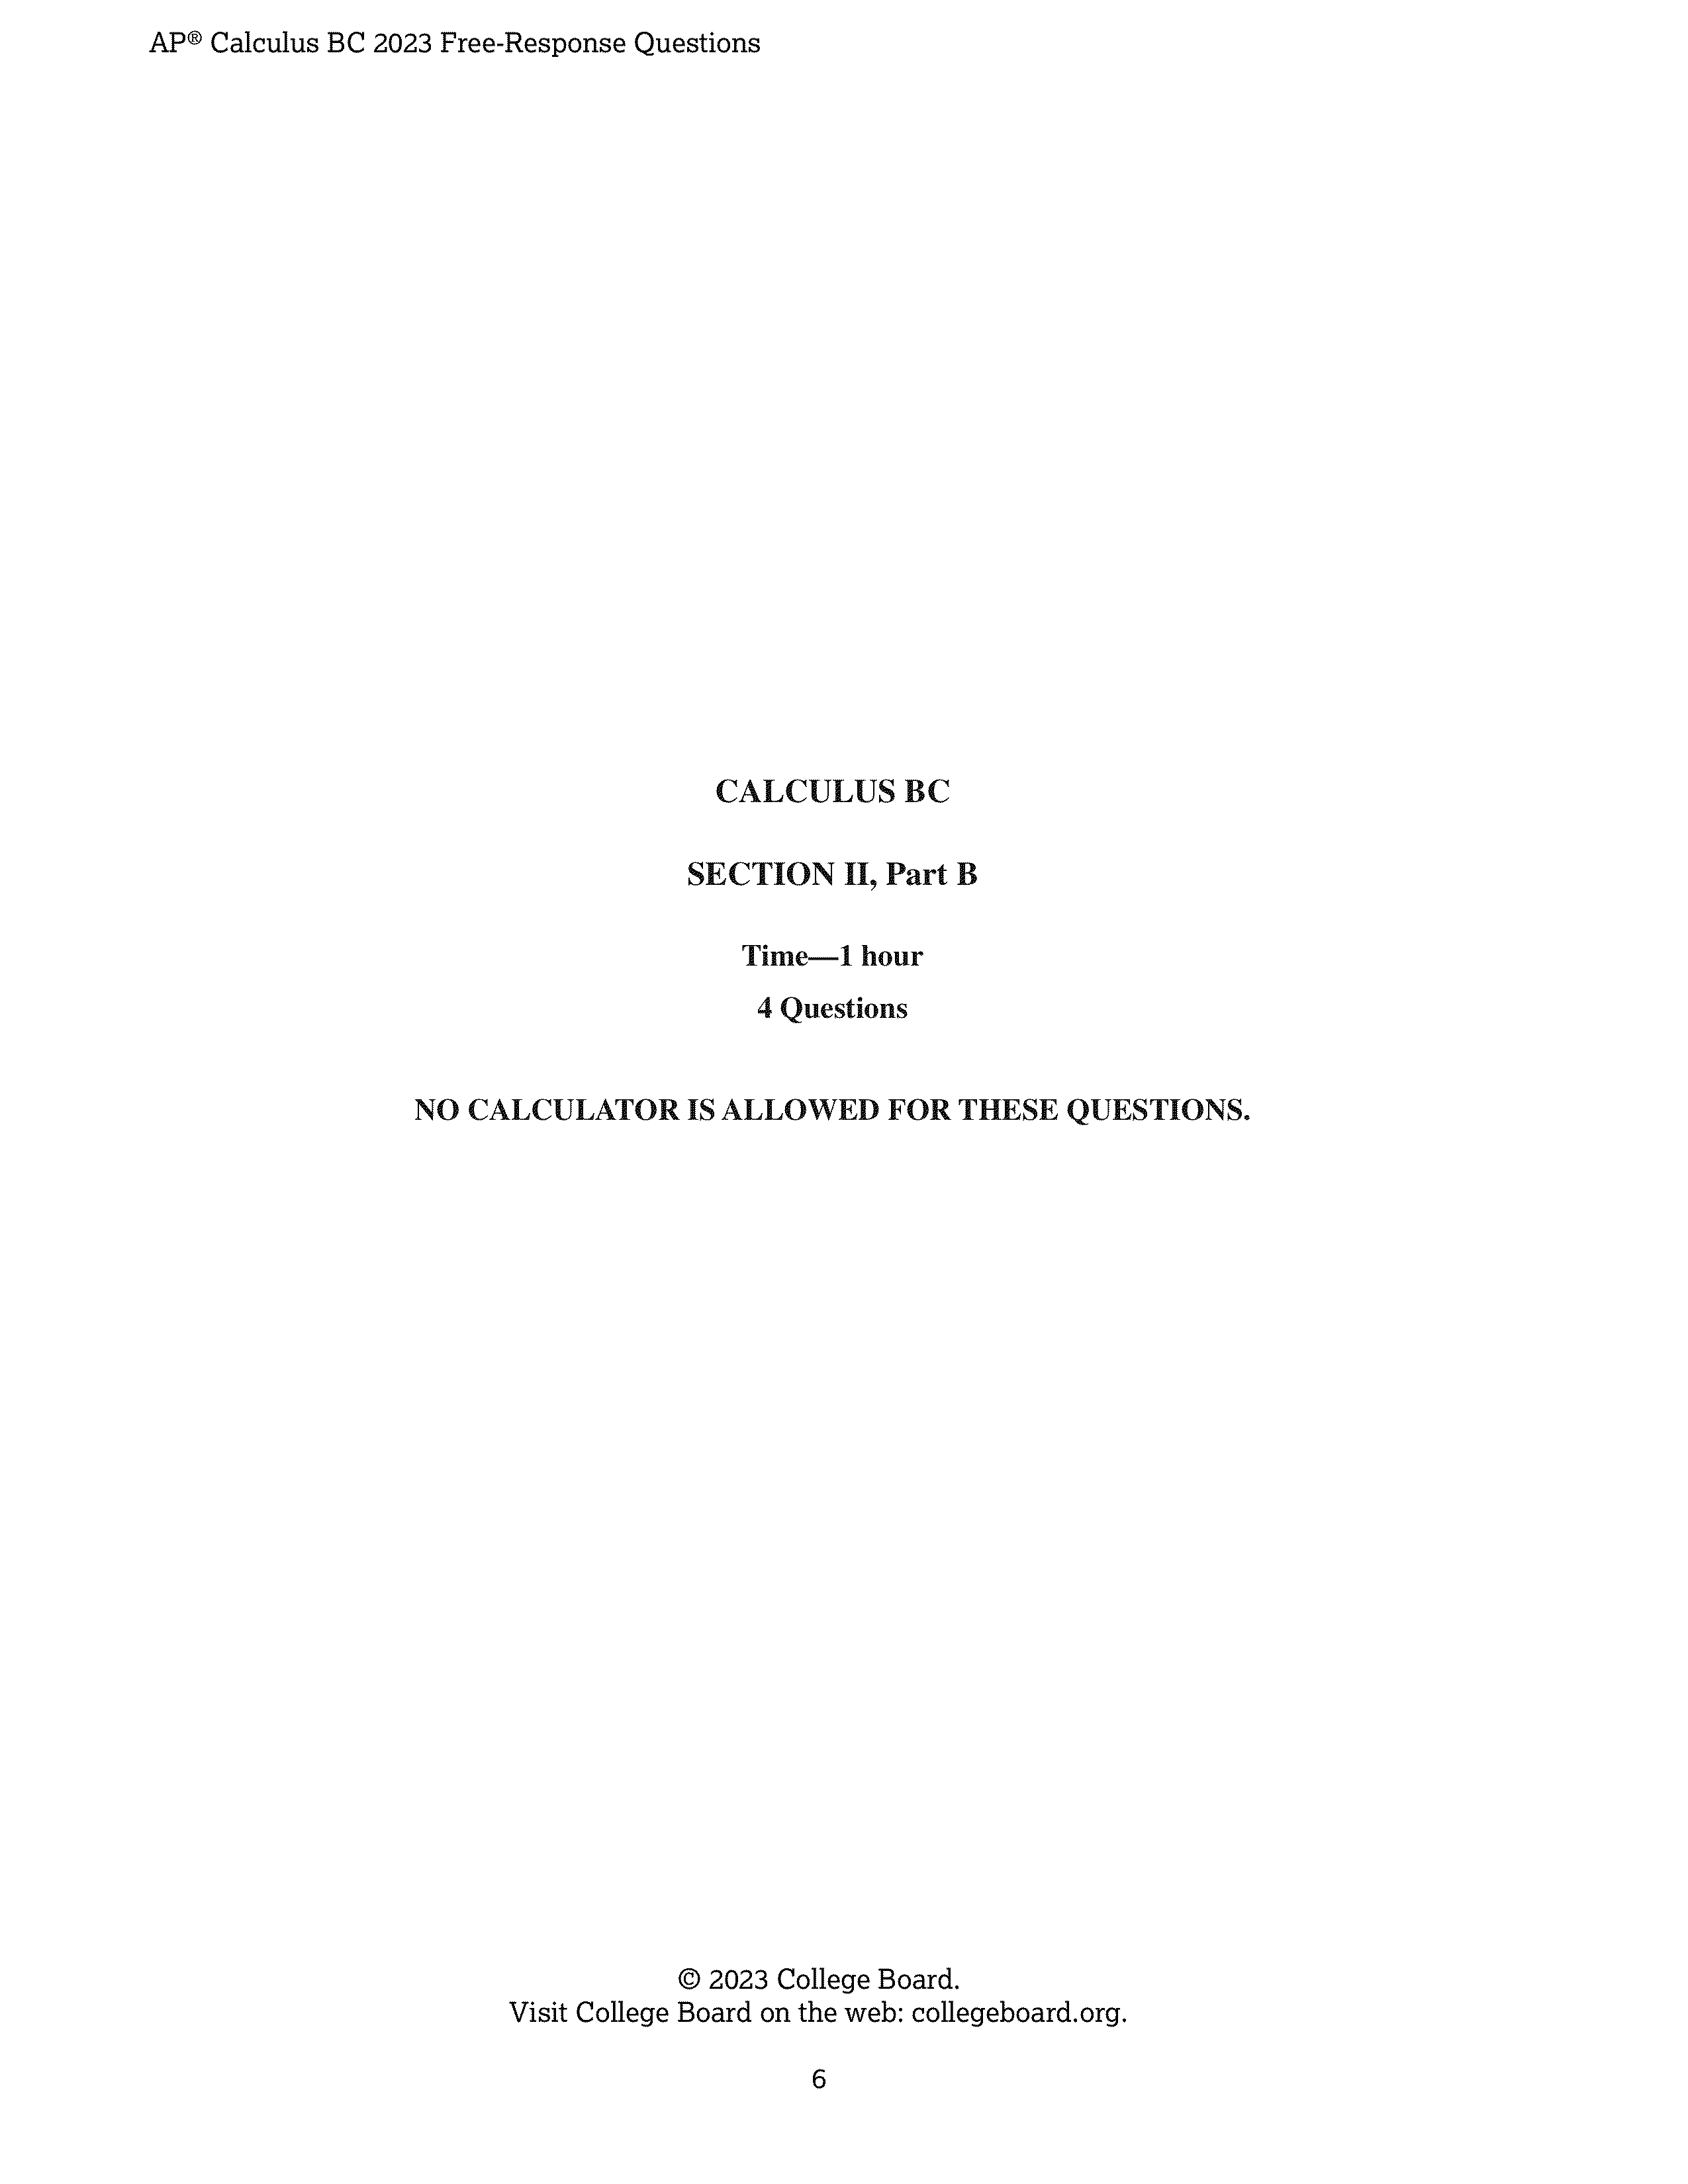 AP® Calculus BC 2023 Free-Response Questions
CALCULUS BC
SECTION II, Part B
Time—1 hour
4 Questions
NO CALCULATOR IS ALLOWED FOR THESE QUESTIONS.
© 2023 College Board.
Visit College Board on the web: collegeboard.org.
6